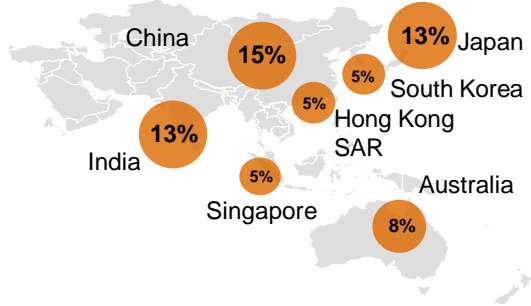 China
15%
13%
Japan
5%
South Korea
5%
Hong Kong
SAR
13%
India
5%
Singapore
Australia
8%